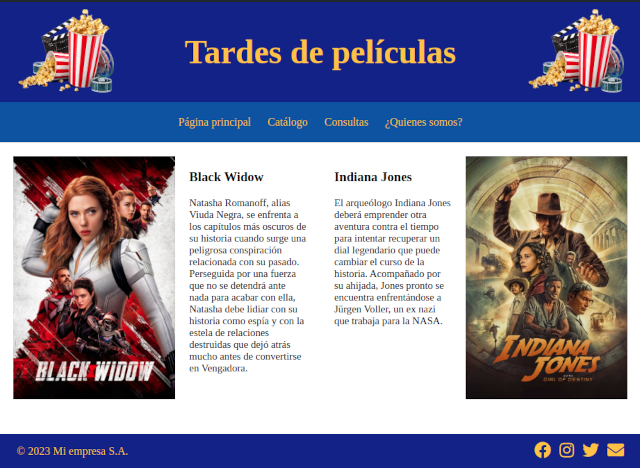 Tardes de películas
Página principal Catálogo Consultas ¿Quienes somos?
Black Widow
Natasha Romanoff, alias
Viuda Negra, se enfrenta a
los capítulos más oscuros de
su historia cuando surge una
peligrosa conspiración
relacionada con su pasado.
Perseguida por una fuerza
que no se detendrá ante
nada para acabar con ella,
Natasha debe lidiar con su
historia como espía y con la
estela de relaciones
destruidas que dejó atrás
mucho antes de convertirse
en Vengadora.
BLACK WIDOW
Indiana Jones
El arqueólogo Indiana Jones
deberá emprender otra
aventura contra el tiempo
para intentar recuperar un
dial legendario que puede
cambiar el curso de la
historia. Acompañado por
su ahijada, Jones pronto se
encuentra enfrentándose a
Jürgen Voller, un ex nazi
que trabaja para la NASA.
INDIANA
JONES
AND THE
DIAL OF DESTINY
© 2023 Mi empresa S.A.